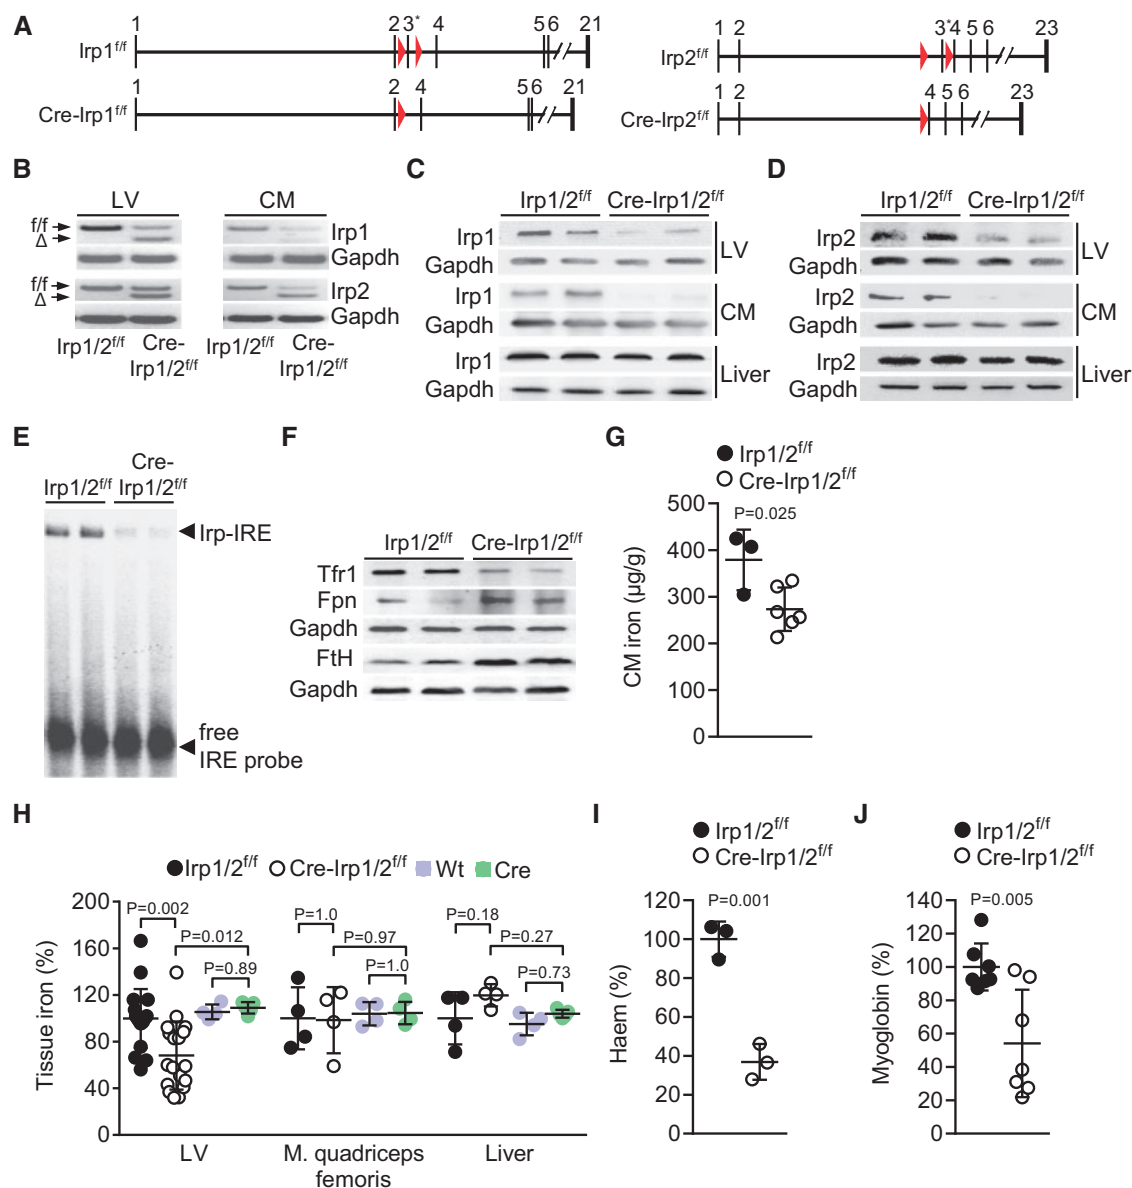 A
1 2 3* 4 5 6 21
Irp1f/f
1 2 4 5 6 21
Cre-Irp1f/f
1 2 3* 4 5 6 23
Irp2f/f
1 2 4 5 6 23
Cre-Irp2f/f
B
LV CM
f/f
Δ
Irp1
Gapdh
f/f
Δ
Irp2
Gapdh
Irp1/2f/f Cre-
Irp1/2f/f
Irp1/2f/f Cre-
Irp1/2f/f
C
Irp1/2f/f Cre-Irp1/2f/f
Irp1
Gapdh
LV
Irp1
Gapdh
CM
Irp1
Gapdh
Liver
D
Irp1/2f/f Cre-Irp1/2f/f
Irp2
Gapdh
LV
Irp2
Gapdh
CM
Irp2
Gapdh
Liver
E
Cre-
Irp1/2f/f Irp1/2f/f
Irp-IRE
free
IRE probe
F
Irp1/2f/f Cre-Irp1/2f/f
Tfr1
Fpn
Gapdh
FtH
Gapdh
G
Irp1/2f/f
Cre-Irp1/2f/f
P=0.025
CM iron (µg/g)
500
400
300
200
100
0
H
Irp1/2f/f Cre-Irp1/2f/f Wt Cre
Tissue iron (%)
200
160
120
80
40
0
P=0.002
P=0.012
P=0.89
P=1.0
P=0.97
P=1.0
P=0.18
P=0.27
P=0.73
LV M. quadriceps Liver
femoris
I
Irp1/2f/f
Cre-Irp1/2f/f
P=0.001
Haem (%)
120
100
80
60
40
20
0
J
Irp1/2f/f
Cre-Irp1/2f/f
P=0.005
Myoglobin (%)
140
120
100
80
60
40
20
0